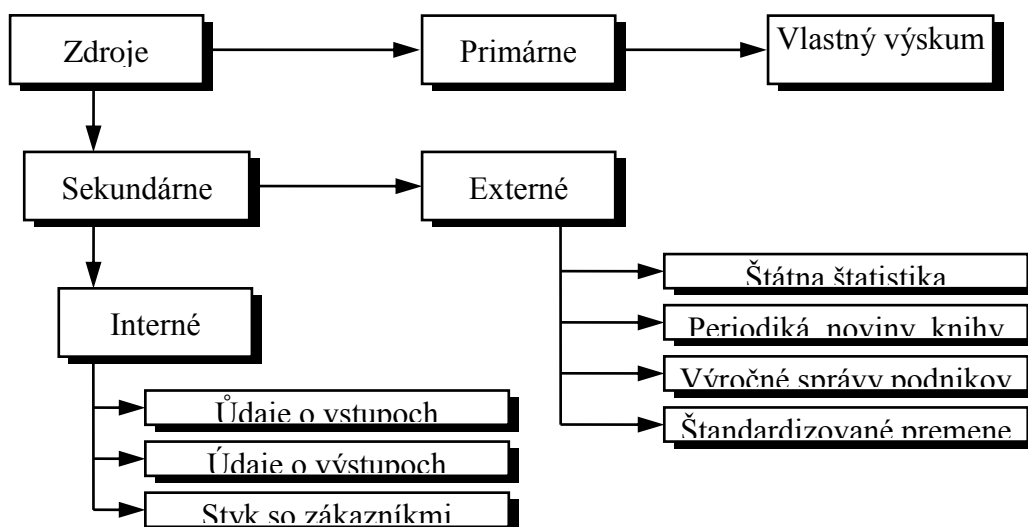 Zdroje
Primárne
Vlastný výskum
Sekundárne
Externé
Štátna štatistika
Interné
Periodiká, noviny, knihy
Výročné správy podnikov
Ůdaje o vstupoch
Štandardizované premene
Údaje o výstupoch
Styk so zákazníkmi